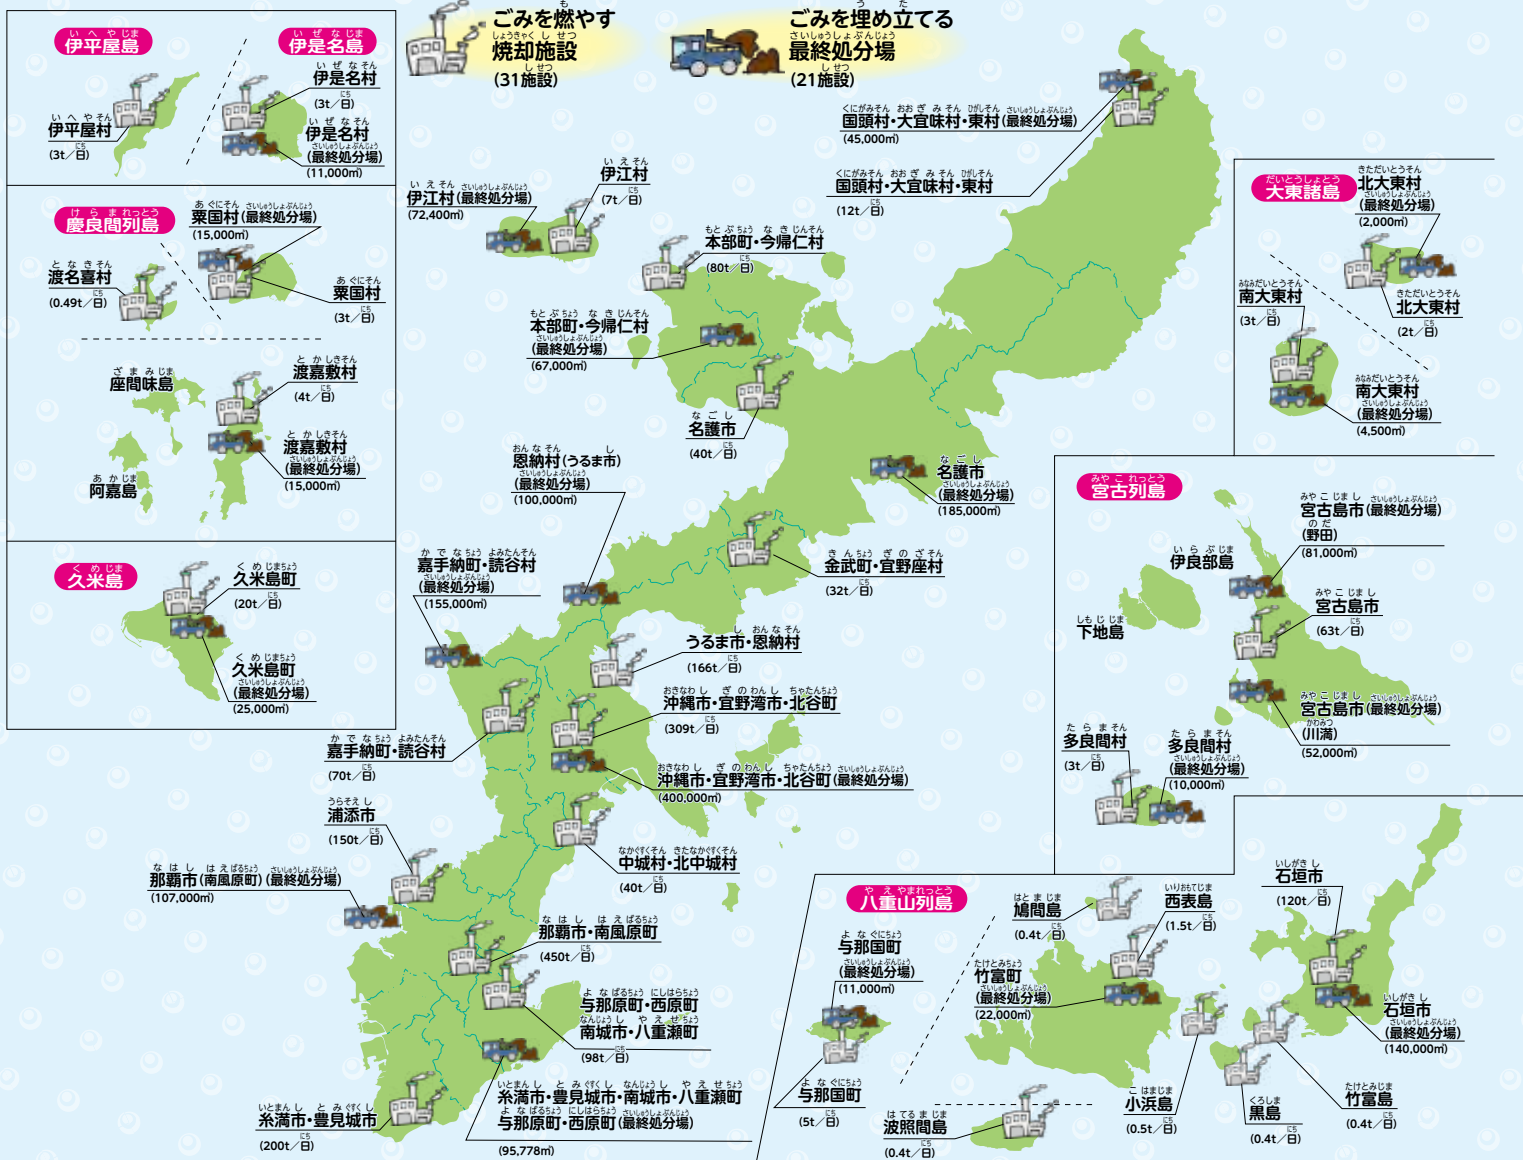 ごみを燃やす
焼却施設
(31施設)
ごみを埋め立てる
最終処分場
(21施設)
伊平屋島
伊平屋村
(3t/日)
伊是名島
伊是名村
(3t/日)
伊是名村
(最終処分場)
(11,000㎥)
慶良間列島
粟国村(最終処分場)
(15,000㎥)
渡名喜村
(0.49t/日)
粟国村
(3t/日)
座間味島
渡嘉敷村
(4t/日)
渡嘉敷村
(最終処分場)
(15,000㎥)
阿嘉島
久米島
久米島町
(20t/日)
久米島町
(最終処分場)
(25,000㎥)
伊江村(最終処分場)
(72,400㎥)
伊江村
(7t/日)
国頭村・大宜味村・東村(最終処分場)
(45,000㎥)
国頭村・大宜味村・東村
(12t/日)
本部町・今帰仁村
(80t/日)
本部町・今帰仁村
(最終処分場)
(67,000㎥)
名護市
(40t/日)
名護市
(最終処分場)
(185,000㎥)
恩納村(うるま市)
(最終処分場)
(100,000㎥)
金武町・宜野座村
(32t/日)
嘉手納町・読谷村
(最終処分場)
(155,000㎥)
うるま市・恩納村
(166t/日)
沖縄市・宜野湾市・北谷町
(309t/日)
嘉手納町・読谷村
(70t/日)
沖縄市・宜野湾市・北谷町(最終処分場)
(400,000㎥)
浦添市
(150t/日)
中城村・北中城村
(40t/日)
那覇市(南風原町)(最終処分場)
(107,000㎥)
那覇市・南風原町
(450t/日)
与那原町・西原町
南城市・八重瀬町
(98t/日)
糸満市・豊見城市・南城市・八重瀬町
与那原町・西原町(最終処分場)
(95,778㎥)
糸満市・豊見城市
(200t/日)
大東諸島
北大東村
(最終処分場)
(2,000㎥)
北大東村
(2t/日)
南大東村
(3t/日)
南大東村
(最終処分場)
(4,500㎥)
宮古列島
宮古島市(最終処分場)
(野田)
(81,000㎥)
伊良部島
下地島
宮古島市
(63t/日)
宮古島市(最終処分場)
(川満)
(52,000㎥)
多良間村
(3t/日)
多良間村
(最終処分場)
(10,000㎥)
八重山列島
与那国町
(最終処分場)
(11,000㎥)
与那国町
(5t/日)
鳩間島
(0.4t/日)
西表島
(1.5t/日)
竹富町
(最終処分場)
(22,000㎥)
石垣市
(120t/日)
石垣市
(最終処分場)
(140,000㎥)
波照間島
(0.4t/日)
小浜島
(0.5t/日)
黒島
(0.4t/日)
竹富島
(0.4t/日)